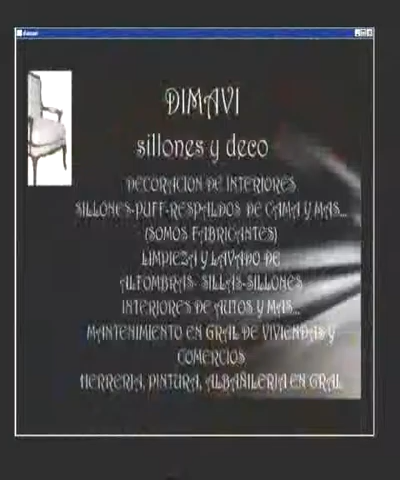 DIMAVI
sillones y deco
DECORACION DE INTERIORES
SILLONES-PUFF-RESPALDOS DE CAMA Y MAS...
(SOMOS FABRICANTES)
LIMPIEZA Y LAVADO DE
ALFOMBRAS- SILLAS-SILLONES
INTERIORES DE AUTOS Y MAS...
MANTENIMIENTO EN GRAL DE VIVIENDAS Y
COMERCIOS
HERRERIA, PINTURA, ALBAÑILERIA EN GRAL